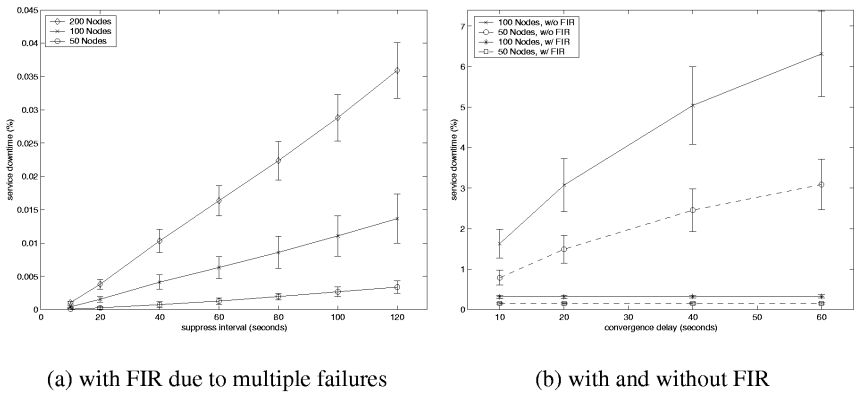 0.045
0.04
0.035
0.03
0.025
0.02
0.015
0.01
0.005
0
service downtime (%)
200 Nodes
100 Nodes
50 Nodes
0 20 40 60 80 100 120
suppress interval (seconds)
(a) with FIR due to multiple failures
7
6
5
4
3
2
1
0
service downtime (%)
100 Nodes, w/o FIR
50 Nodes, w/o FIR
100 Nodes, w/ FIR
50 Nodes, w/ FIR
10 20 30 40 50 60
convergence delay (seconds)
(b) with and without FIR